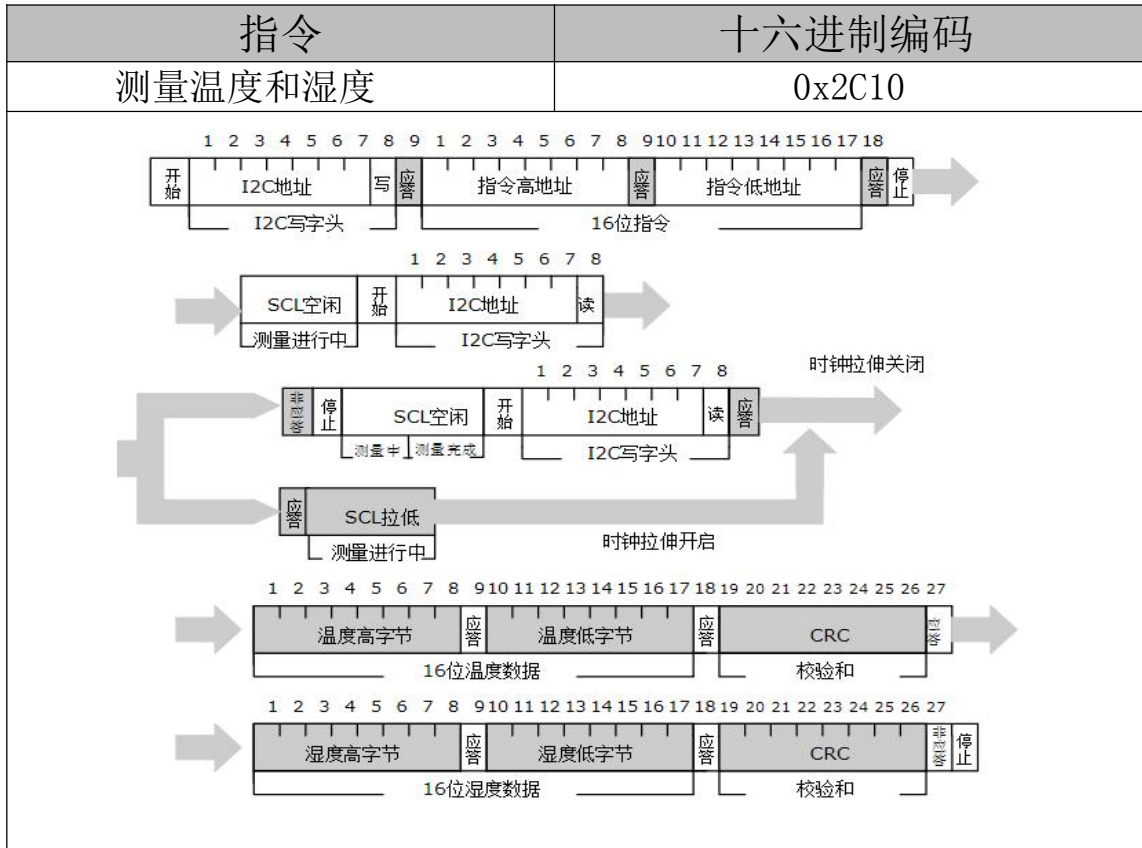 指令 十六进制编码
测量温度和湿度 0x2C10
1 2 3 4 5 6 7 8 9 1 2 3 4 5 6 7 8 9 10 11 12 13 14 15 16 17 18
开始 I2C地址 写 应答 指令高地址 应答 指令低地址 应答 停止
I2C写字头 16位指令
1 2 3 4 5 6 7 8
SCL空闲 开始 I2C地址 读
测量进行中 I2C写字头
时钟拉伸关闭
1 2 3 4 5 6 7 8
非应答 停止 SCL空闲 开始 I2C地址 读 应答
测量中 测量完成 I2C写字头
应答 SCL拉低
时钟拉伸开启
测量进行中
1 2 3 4 5 6 7 8 9 10 11 12 13 14 15 16 17 18 19 20 21 22 23 24 25 26 27
温度高字节 应答 温度低字节 应答 CRC
16位温度数据 校验和
1 2 3 4 5 6 7 8 9 10 11 12 13 14 15 16 17 18 19 20 21 22 23 24 25 26 27
湿度高字节 应答 湿度低字节 应答 CRC 非应答 停止
16位湿度数据 校验和